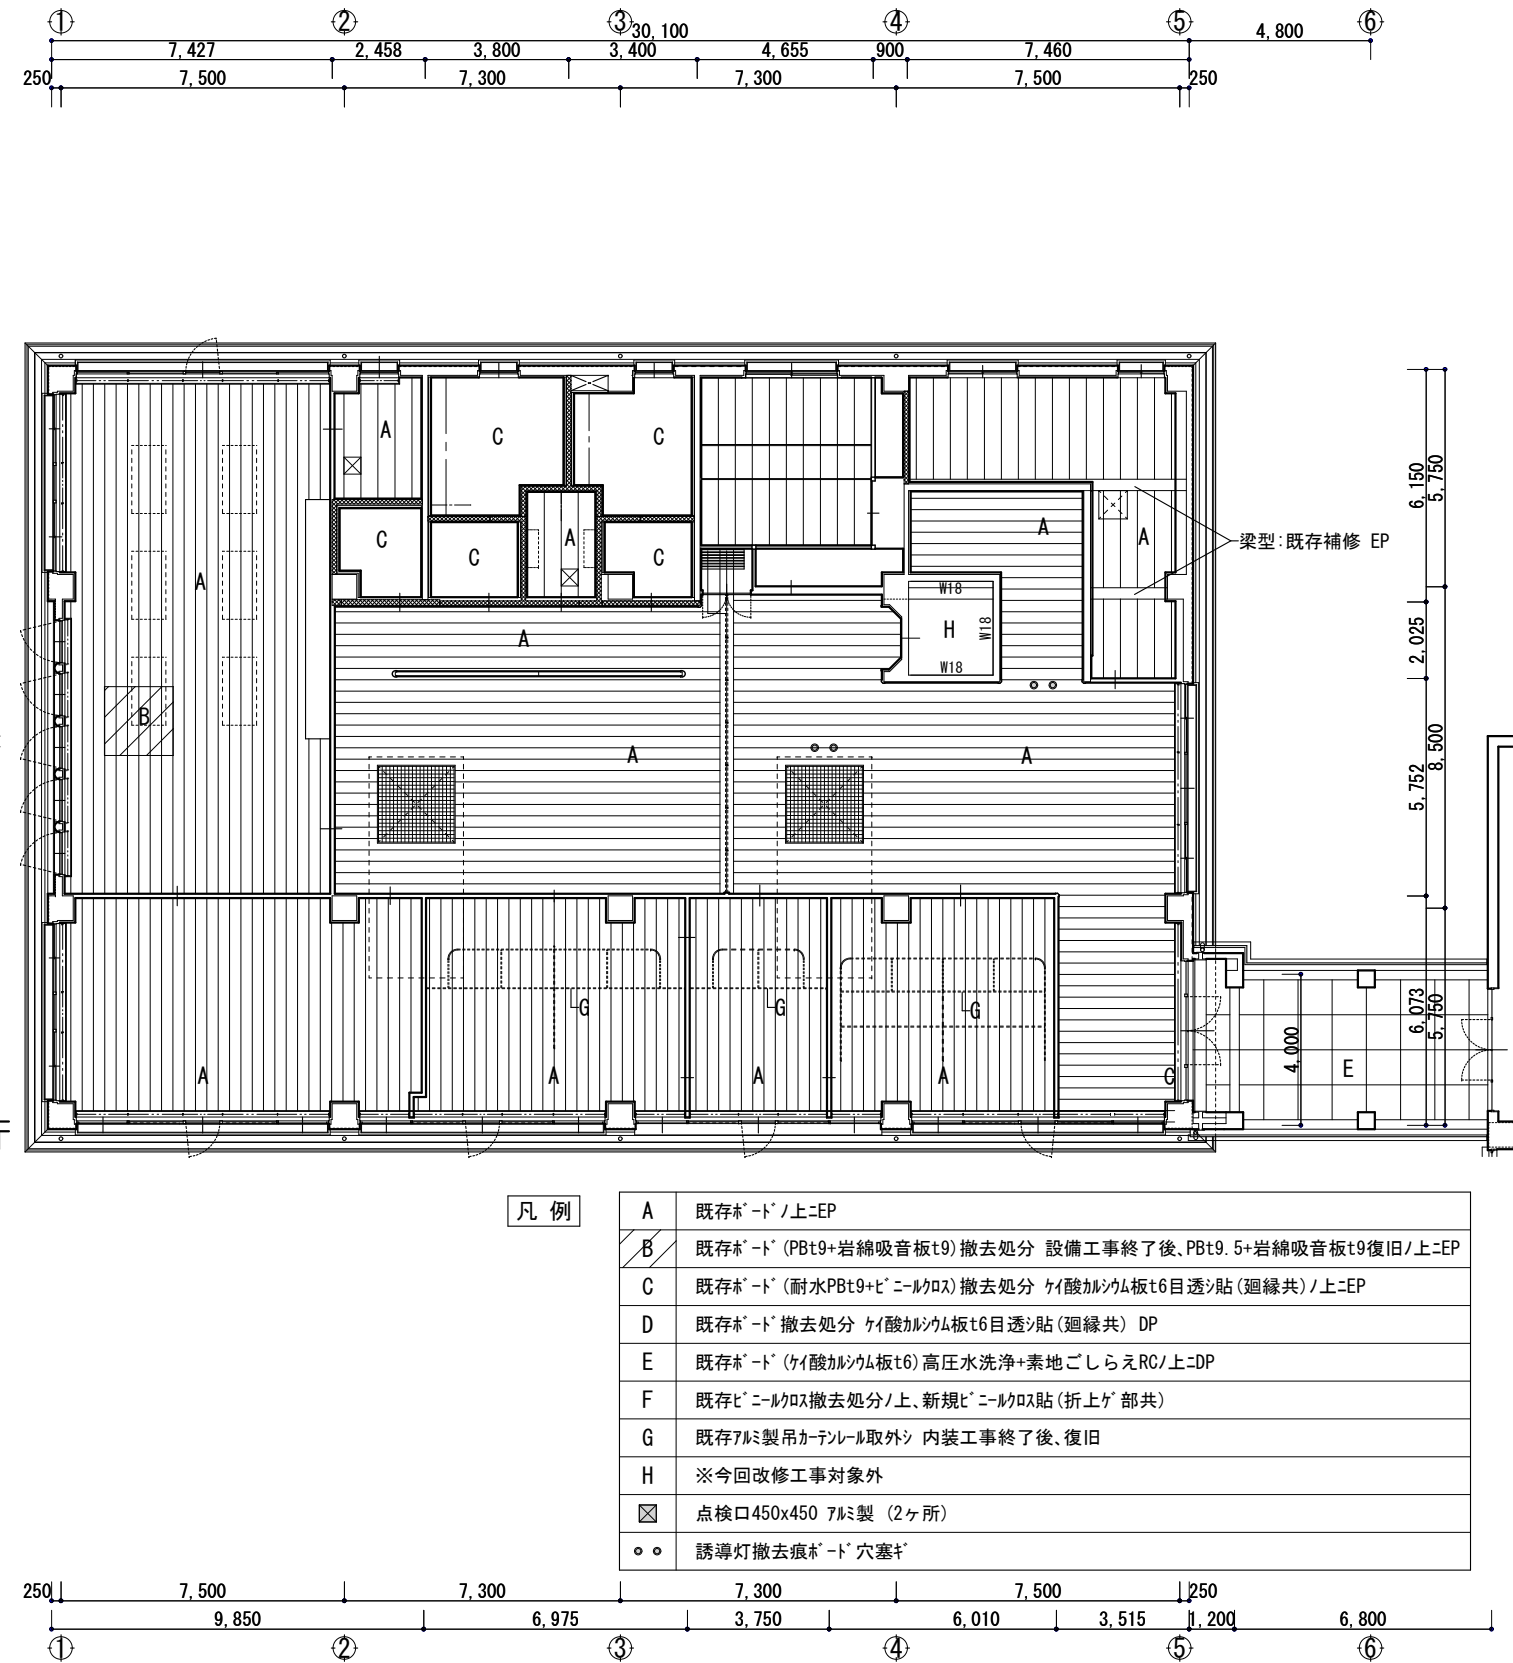 ① ② ③ ④ ⑤ ⑥
30,100 4,800
7,427 2,458 3,800 3,400 4,655 900 7,460
250 7,500 7,300 7,300 7,500 250
A C C
A
C C A C
A A
梁型:既存補修 EP
W18
H W18
W18
A
B
A A
6,150 5,750
2,025
8,500
5,752
6,073 5,750
4,000
G G G
A A A A C E
凡 例
A 既存ﾎﾞｰﾄﾞﾉ上ﾆEP
B 既存ﾎﾞｰﾄﾞ(PBt9+岩綿吸音板t9)撤去処分 設備工事終了後、PBt9.5+岩綿吸音板t9復旧ﾉ上ﾆEP
C 既存ﾎﾞｰﾄﾞ(耐水PBt9+ﾋﾞﾆｰﾙｸﾛｽ)撤去処分 ｹｲ酸ｶﾙｼｳﾑ板t6目透ｼ貼(廻縁共)ﾉ上ﾆEP
D 既存ﾎﾞｰﾄﾞ撤去処分 ｹｲ酸ｶﾙｼｳﾑ板t6目透ｼ貼(廻縁共) DP
E 既存ﾎﾞｰﾄﾞ(ｹｲ酸ｶﾙｼｳﾑ板t6)高圧水洗浄+素地ごしらえRCﾉ上ﾆDP
F 既存ﾋﾞﾆｰﾙｸﾛｽ撤去処分ﾉ上、新規ﾋﾞﾆｰﾙｸﾛｽ貼(折上ｹﾞ部共)
G 既存ｱﾙﾐ製吊ｶｰﾃﾝﾚｰﾙ取外ｼ 内装工事終了後、復旧
H ※今回改修工事対象外
点検口450x450 ｱﾙﾐ製 (2ヶ所)
誘導灯撤去痕ﾎﾞｰﾄﾞ穴塞ｷﾞ
250 7,500 7,300 7,300 7,500 250
9,850 6,975 3,750 6,010 3,515 1,200 6,800
① ② ③ ④ ⑤ ⑥